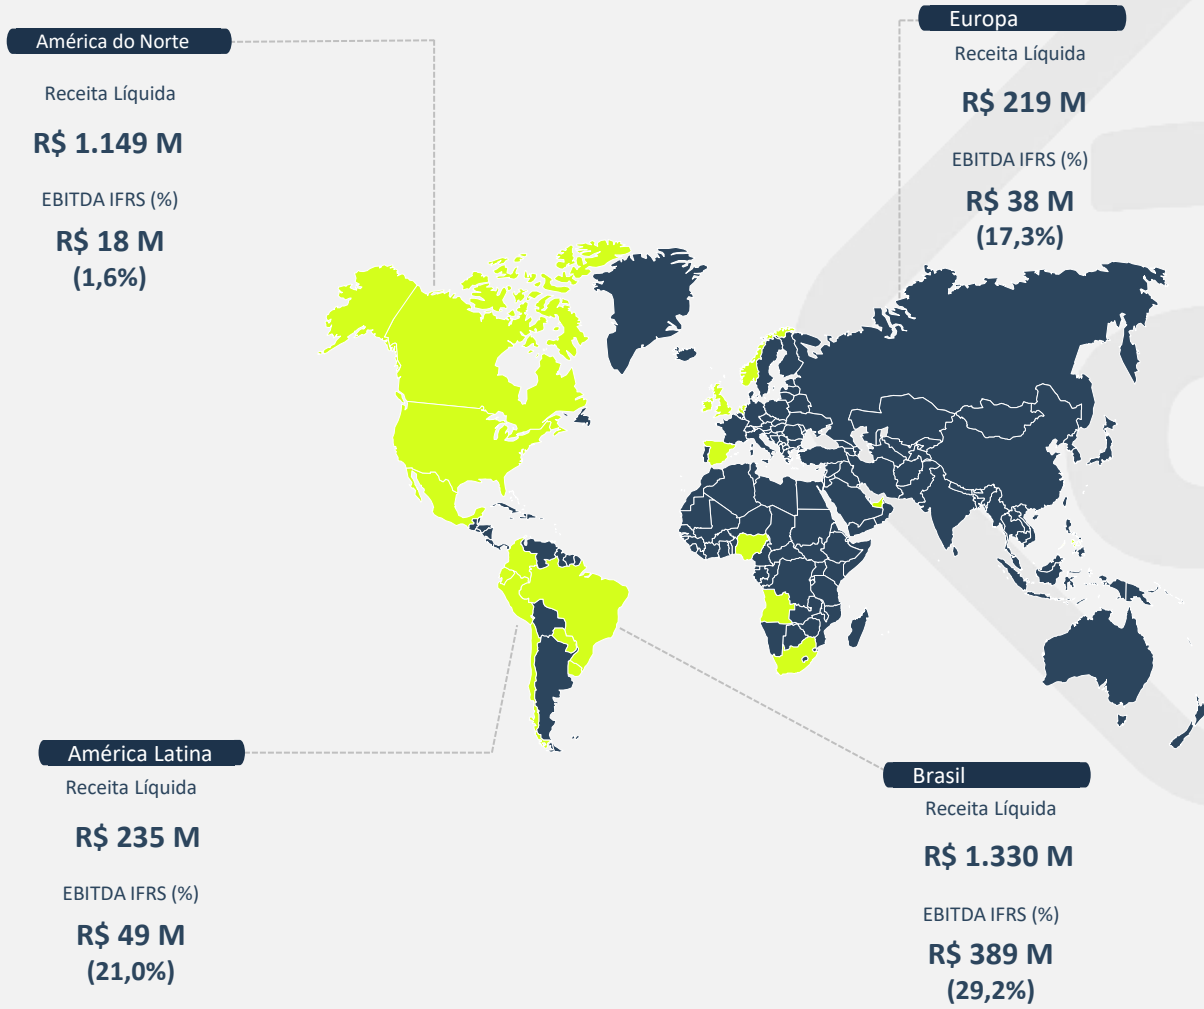 América do Norte
Receita Líquida
R$ 1.149 M
EBITDA IFRS (%)
R$ 18 M
(1,6%)
Europa
Receita Líquida
R$ 219 M
EBITDA IFRS (%)
R$ 38 M
(17,3%)
América Latina
Receita Líquida
R$ 235 M
EBITDA IFRS (%)
R$ 49 M
(21,0%)
Brasil
Receita Líquida
R$ 1.330 M
EBITDA IFRS (%)
R$ 389 M
(29,2%)